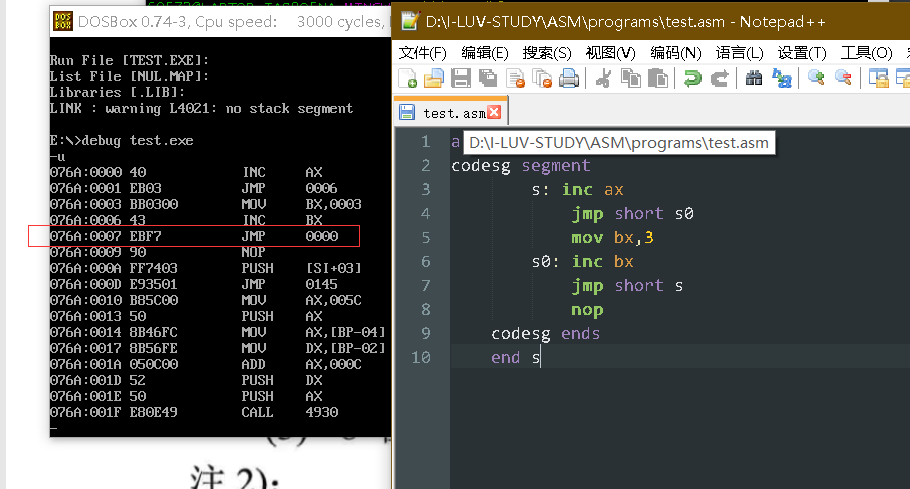 DOSBox 0.74-3, Cpu speed: 3000 cycles,
Run File [TEST.EXE]:
List File [NUL.MAP]:
Libraries [.LIB]:
LINK : warning L4021: no stack segment
E:\>debug test.exe
-u
076A:0000 40 INC AX
076A:0001 EB03 JMP 0006
076A:0003 BB0300 MOV BX,0003
076A:0006 43 INC BX
076A:0007 EBF7 JMP 0000
076A:0009 90 NOP
076A:000A FF7403 PUSH [SI+03]
076A:000D E93501 JMP 0145
076A:0010 B85C00 MOV AX,005C
076A:0013 50 PUSH AX
076A:0014 8B46FC MOV AX,[BP-04]
076A:0017 8B56FE MOV DX,[BP-02]
076A:001A 050C00 ADD AX,000C
076A:001D 52 PUSH DX
076A:001E 50 PUSH AX
076A:001F E80E49 CALL 4930
-
注 2):
D:\I-LUV-STUDY\ASM\programs\test.asm - Notepad++
文件(F) 编辑(E) 搜索(S) 视图(V) 编码(N) 语言(L) 设置(T) 工具(O)
test.asm
D:\I-LUV-STUDY\ASM\programs\test.asm
1 a
2 codesg segment
3 s: inc ax
4 jmp short s0
5 mov bx,3
6 s0: inc bx
7 jmp short s
8 nop
9 codesg ends
10 end s